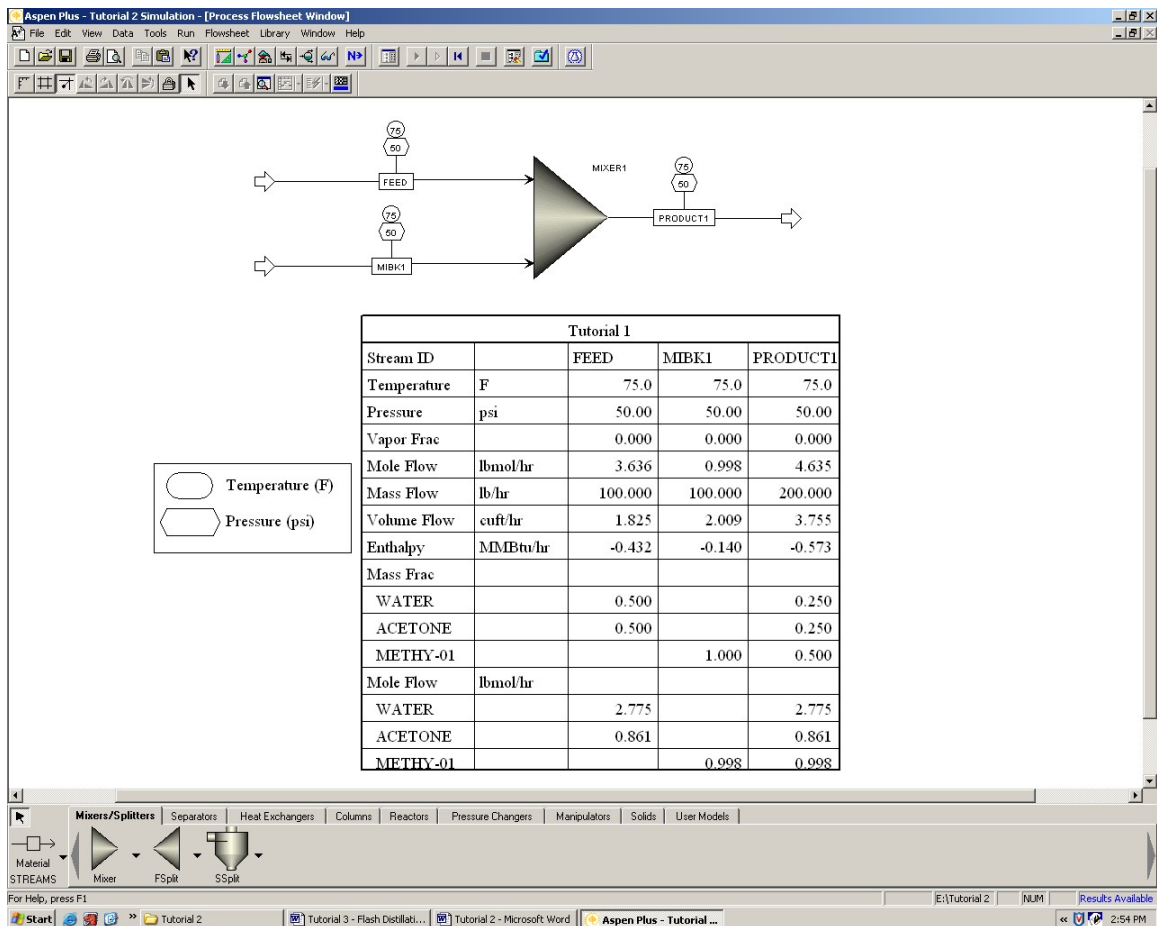 Aspen Plus - Tutorial 2 Simulation - [Process Flowsheet Window]
File Edit View Data Tools Run Flowsheet Library Window Help
N>
75
50
FEED
75
50
MIBK1
MIXER1
75
50
PRODUCT1
Temperature (F)
Pressure (psi)
Tutorial 1
Stream ID FEED MIBK1 PRODUCT1
Temperature F 75.0 75.0 75.0
Pressure psi 50.00 50.00 50.00
Vapor Frac 0.000 0.000 0.000
Mole Flow lbmol/hr 3.636 0.998 4.635
Mass Flow lb/hr 100.000 100.000 200.000
Volume Flow cuft/hr 1.825 2.009 3.755
Enthalpy MMBtu/hr -0.432 -0.140 -0.573
Mass Frac
WATER 0.500 0.250
ACETONE 0.500 0.250
METHY-01 1.000 0.500
Mole Flow lbmol/hr
WATER 2.775 2.775
ACETONE 0.861 0.861
METHY-01 0.998 0.998
Mixers/Splitters Separators Heat Exchangers Columns Reactors Pressure Changers Manipulators Solids User Models
Material
STREAMS Mixer FSplit SSplit
For Help, press F1 E:\Tutorial 2 NUM Results Available
Start » Tutorial 2 Tutorial 3 - Flash Distillati... Tutorial 2 - Microsoft Word Aspen Plus - Tutorial ... « 2:54 PM